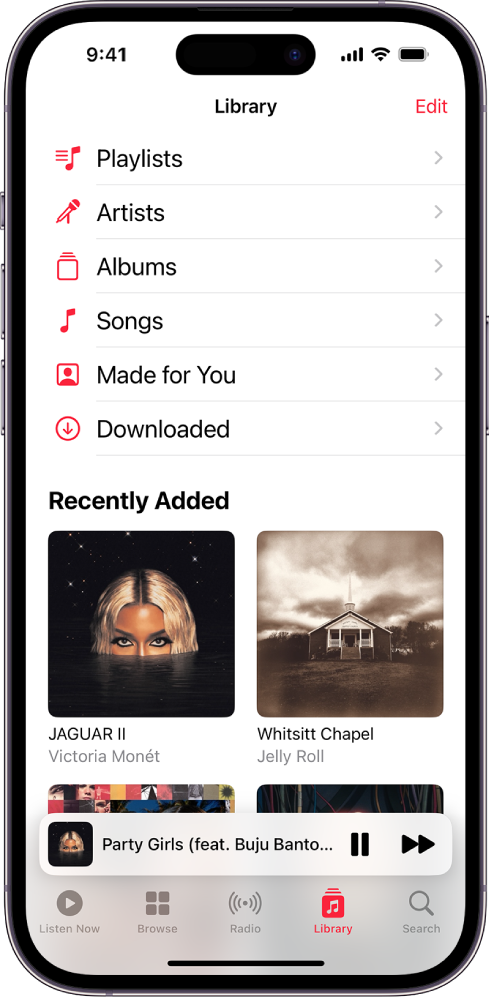 9:41
Library
Edit
Playlists
Artists
Albums
Songs
Made for You
Downloaded
Recently Added
JAGUAR II
Victoria Monét
Whitsitt Chapel
Jelly Roll
Party Girls (feat. Buju Banto...
Listen Now
Browse
Radio
Library
Search